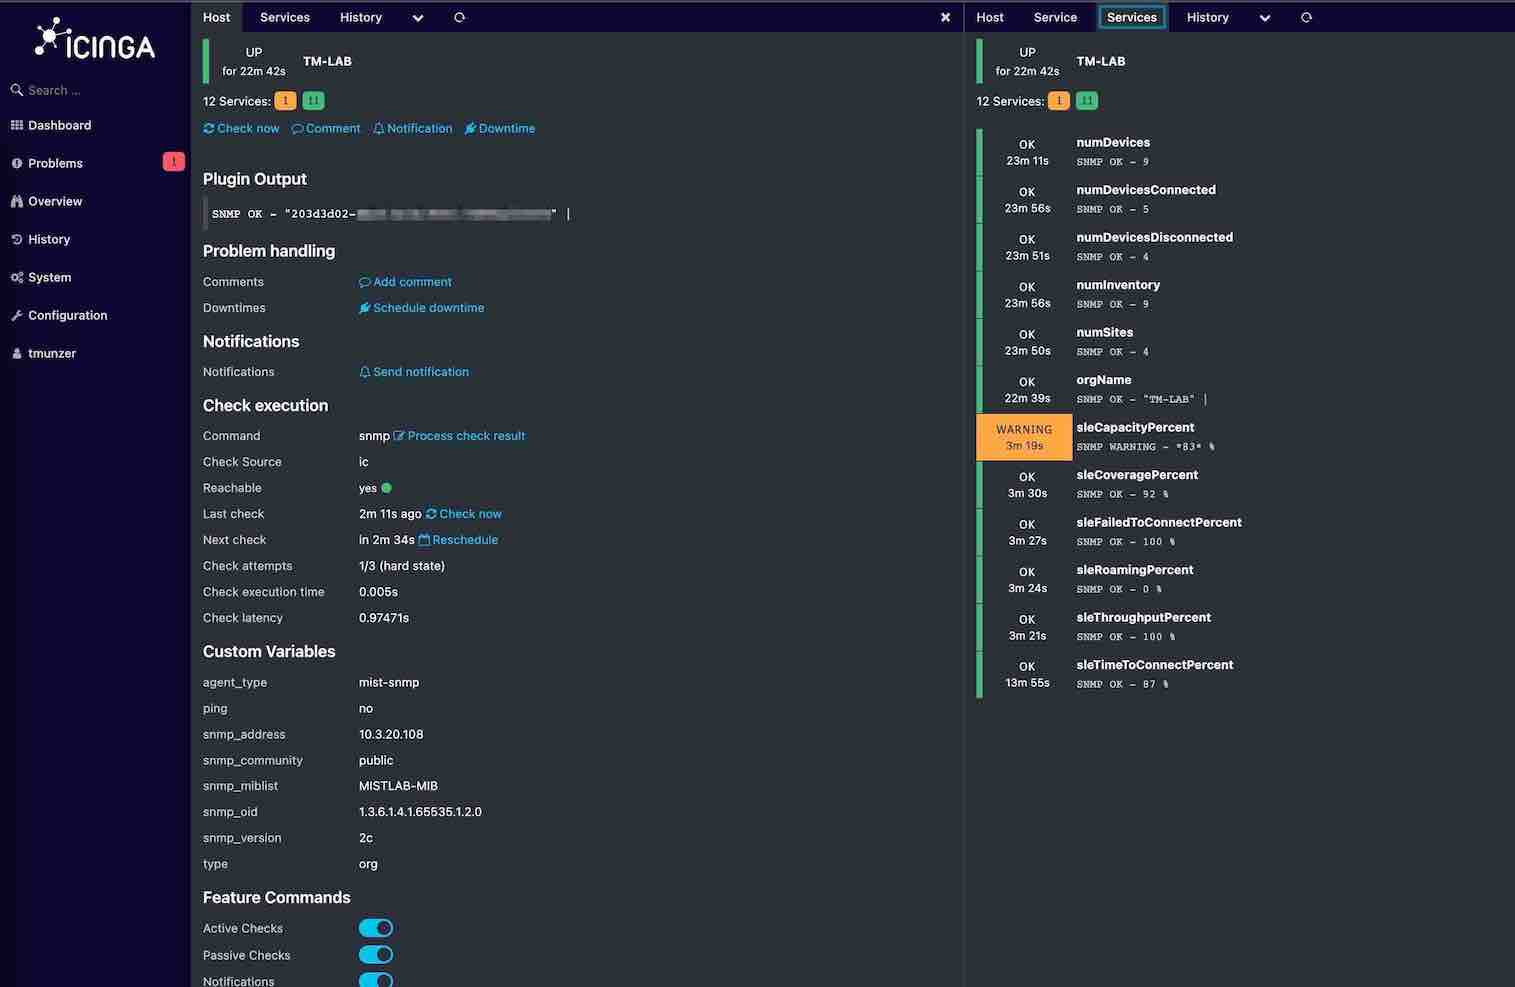 ICINGA
Search ...
Dashboard
Problems 1
Overview
History
System
Configuration
tmunzer
Host Services History
UP
for 22m 42s
TM-LAB
12 Services: 1 11
Check now Comment Notification Downtime
Plugin Output
SNMP OK - "203d3d02- " |
Problem handling
Comments Add comment
Downtimes Schedule downtime
Notifications
Notifications Send notification
Check execution
Command snmp Process check result
Check Source ic
Reachable yes
Last check 2m 11s ago Check now
Next check in 2m 34s Reschedule
Check attempts 1/3 (hard state)
Check execution time 0.005s
Check latency 0.97471s
Custom Variables
agent_type mist-snmp
ping no
snmp_address 10.3.20.108
snmp_community public
snmp_miblist MISTLAB-MIB
snmp_oid 1.3.6.1.4.1.65535.1.2.0
snmp_version 2c
type org
Feature Commands
Active Checks
Passive Checks
Notifications
Host Service Services History
UP
for 22m 42s
TM-LAB
12 Services: 1 11
OK numDevices
23m 11s SNMP OK - 9
OK numDevicesConnected
23m 56s SNMP OK - 5
OK numDevicesDisconnected
23m 51s SNMP OK - 4
OK numInventory
23m 56s SNMP OK - 9
OK numSites
23m 50s SNMP OK - 4
OK orgName
22m 39s SNMP OK - "TM-LAB" |
WARNING sleCapacityPercent
3m 19s SNMP WARNING - *83* %
OK sleCoveragePercent
3m 30s SNMP OK - 92 %
OK sleFailedToConnectPercent
3m 27s SNMP OK - 100 %
OK sleRoamingPercent
3m 24s SNMP OK - 0 %
OK sleThroughputPercent
3m 21s SNMP OK - 100 %
OK sleTimeToConnectPercent
13m 55s SNMP OK - 87 %